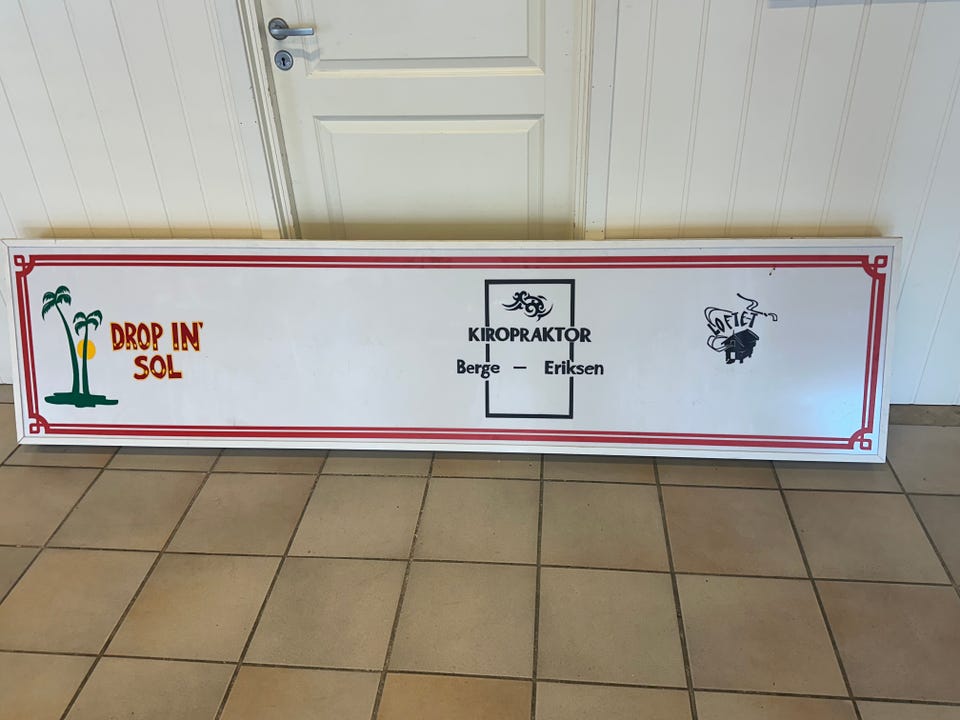 DROP IN'
SOL
KIROPRAKTOR
Berge — Eriksen
LOFTET